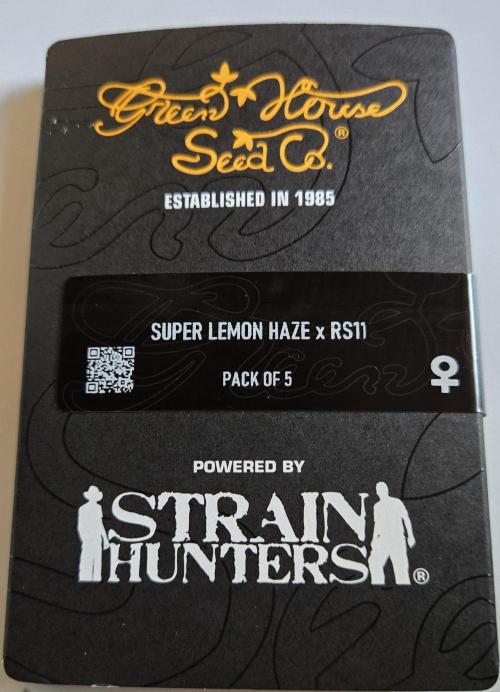 Green House
Seed Co.®
ESTABLISHED IN 1985
SUPER LEMON HAZE x RS11
PACK OF 5
POWERED BY
STRAIN
HUNTERS®